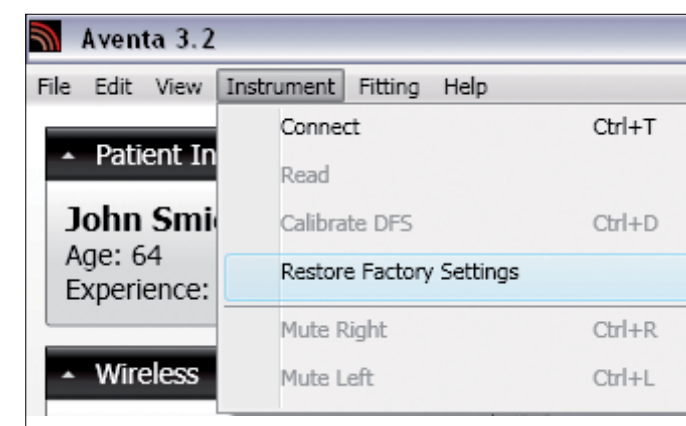 Aventa 3.2
File Edit View Instrument Fitting Help
Connect Ctrl+T
Patient In
Read
John Smi
Calibrate DFS Ctrl+D
Age: 64
Restore Factory Settings
Experience:
Mute Right Ctrl+R
Wireless
Mute Left Ctrl+L